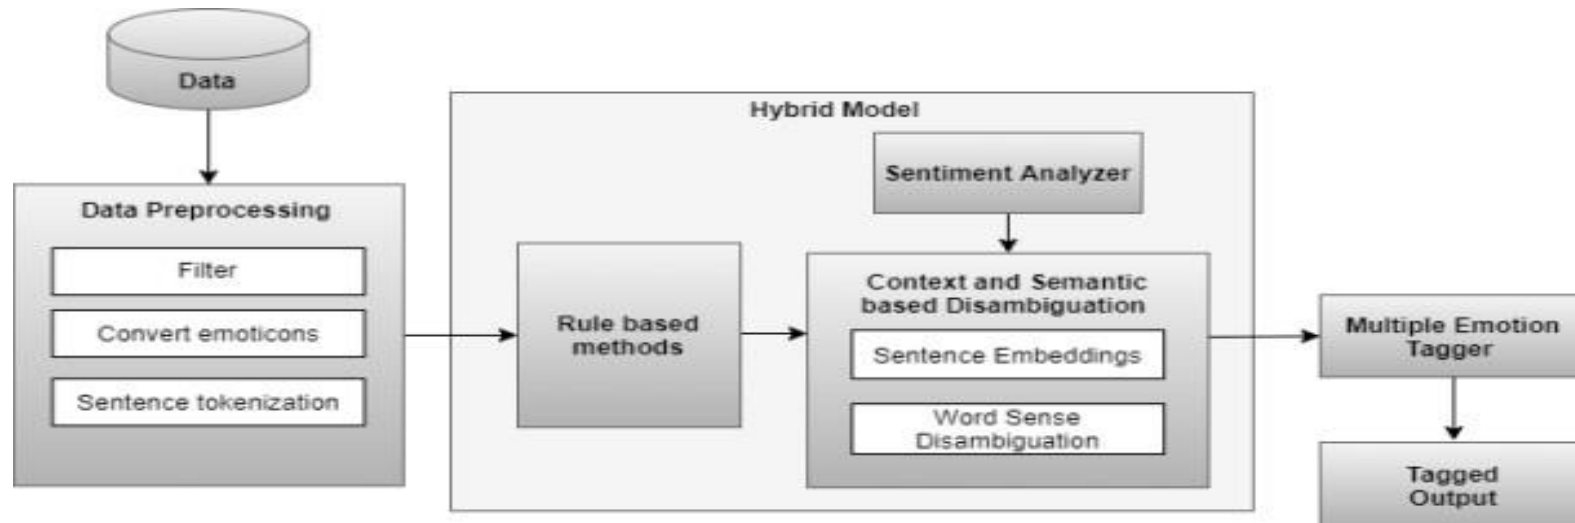 Data
Data Preprocessing
Filter
Convert emoticons
Sentence tokenization
Hybrid Model
Rule based
methods
Sentiment Analyzer
Context and Semantic
based Disambiguation
Sentence Embeddings
Word Sense
Disambiguation
Multiple Emotion
Tagger
Tagged
Output